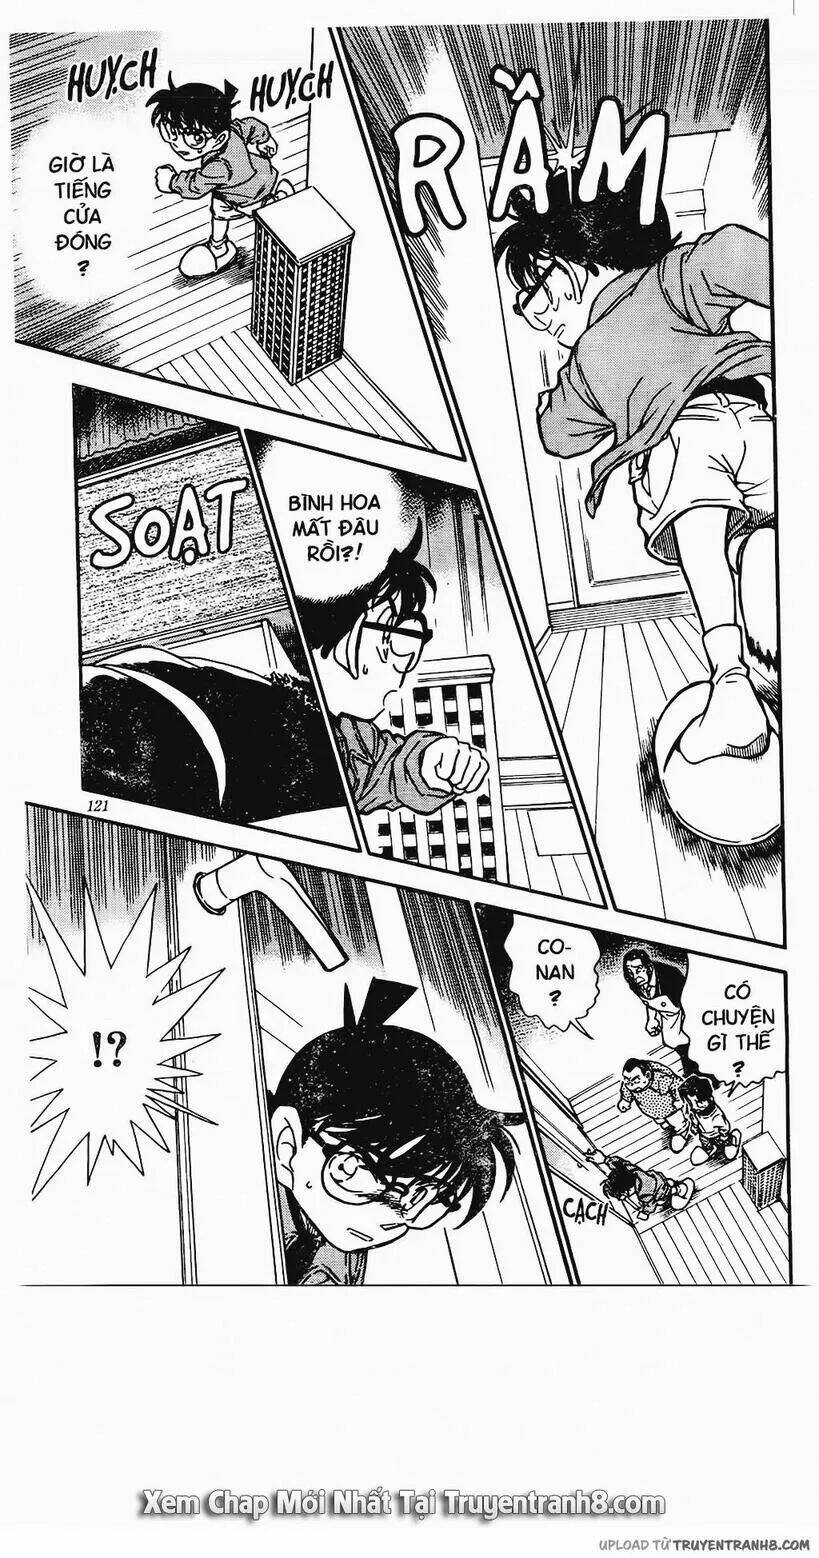 RẦM
HUỴCH
HUỴCH
GIỜ LÀ
TIẾNG
CỬA
ĐÓNG
?
BÌNH HOA
MẤT ĐÂU
RỒI?!
SOẠT
121
CO-
NAN
?
CÓ
CHUYỆN
GÌ THẾ
?
CẠCH
!?
Xem Chap Mới Nhất Tại Truyentranh8.com
UPLOAD TỪ TRUYENTRANH8.COM